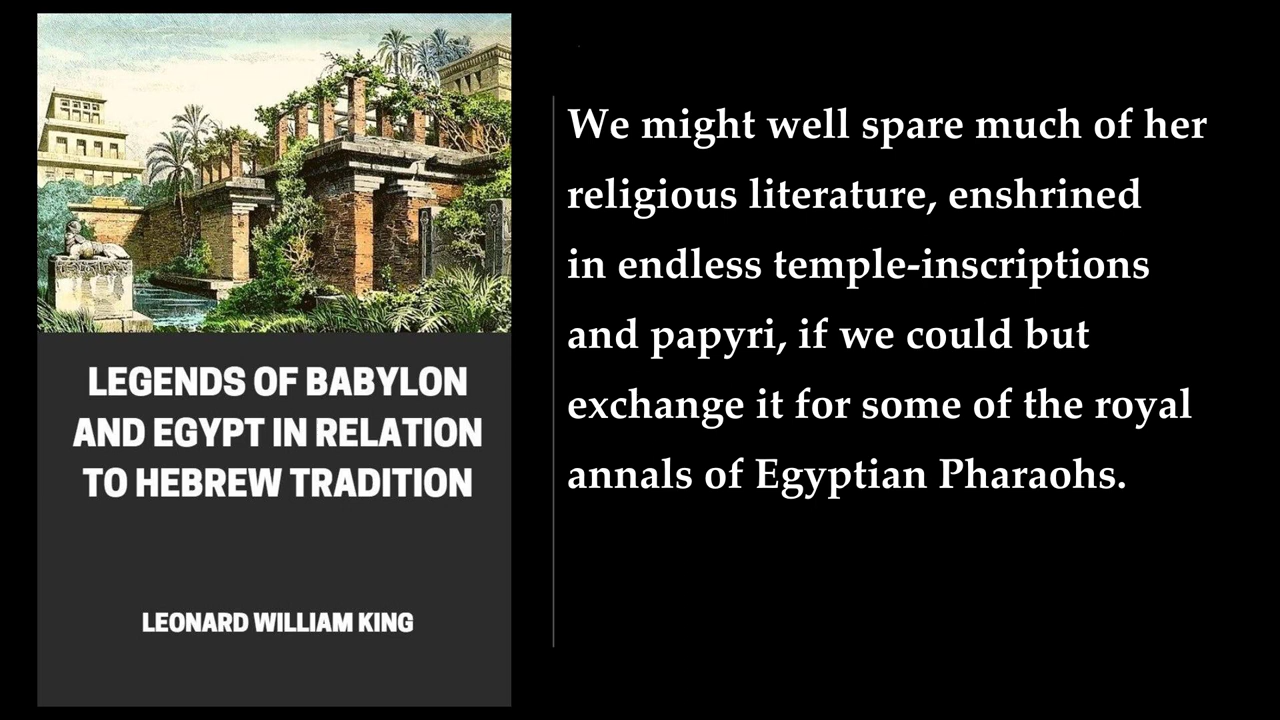 LEGENDS OF BABYLON
AND EGYPT IN RELATION
TO HEBREW TRADITION
LEONARD WILLIAM KING
We might well spare much of her
religious literature, enshrined
in endless temple-inscriptions
and papyri, if we could but
exchange it for some of the royal
annals of Egyptian Pharaohs.